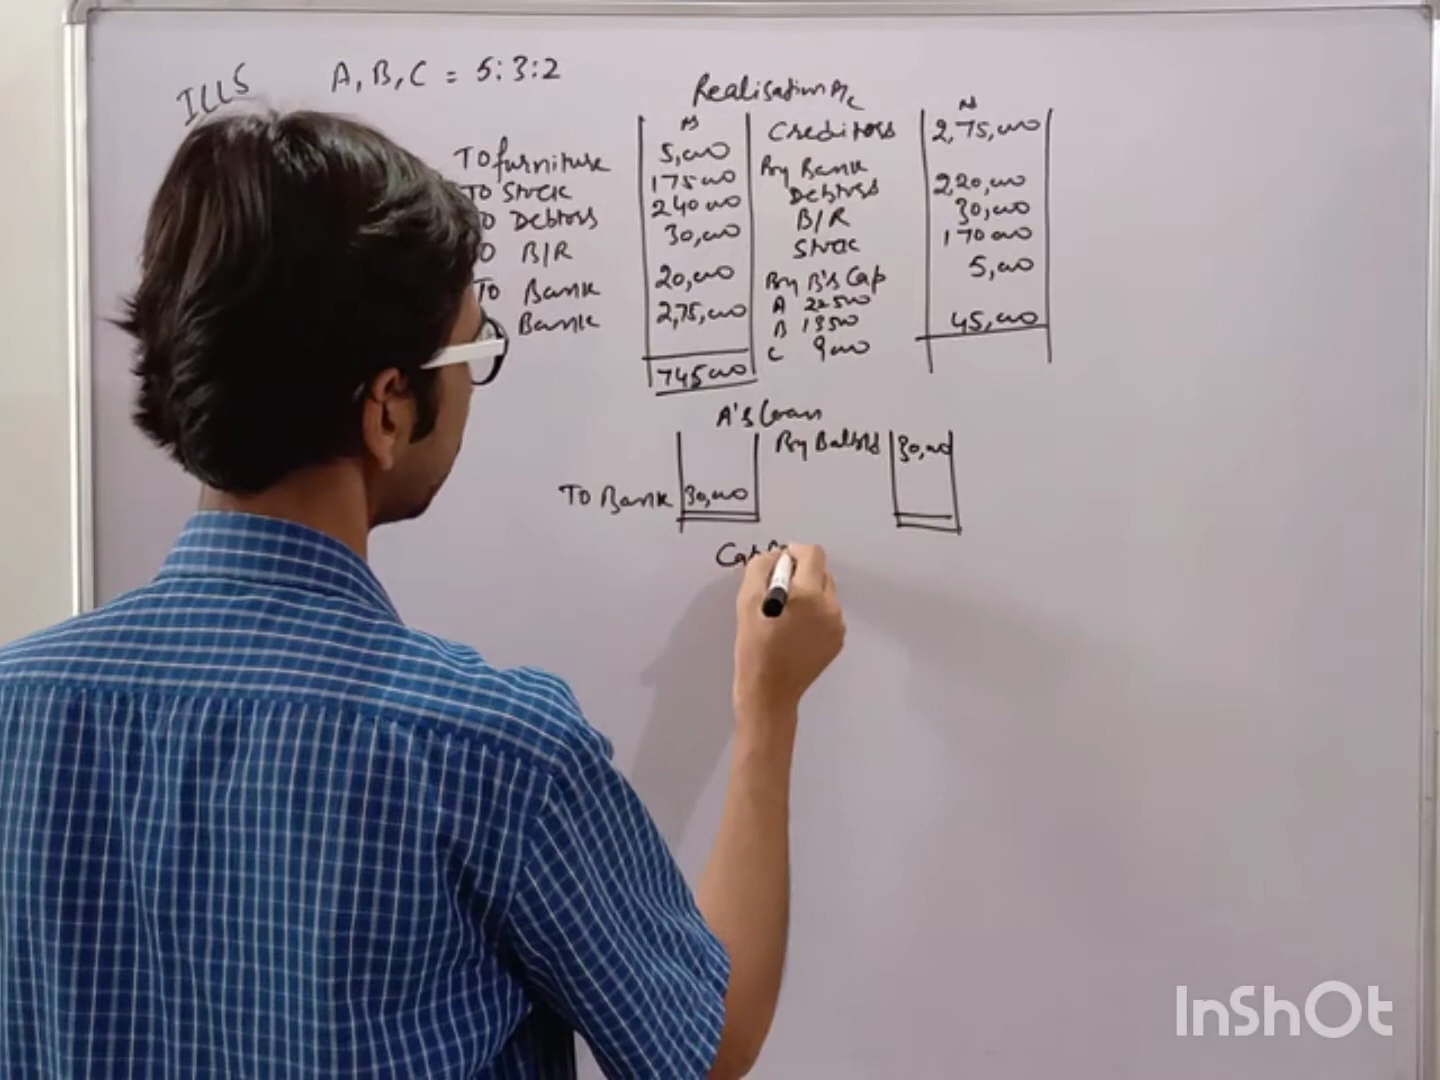 ILLS
A, B, C = 5:3:2
Realisation A/c
To furniture 5,000 Creditors 2,75,000
To Stock 175000 By Bank
To Debtors 240000 Debtors 2,20,000
To B/R 30,000 B/R 30,000
Stock 170000
To Bank 20,000 By B's Cap 5,000
Bank 2,75,000 A 22500
B 13500 45,000
C 9000
745000
A's Loan
By Bal b/d 30,000
To Bank 30,000
Cap
InShOt